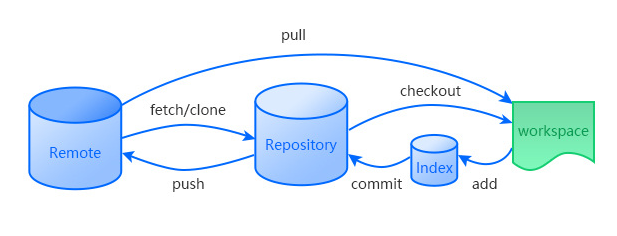 pull
fetch/clone
checkout
Remote
Repository
workspace
Index
push
commit
add